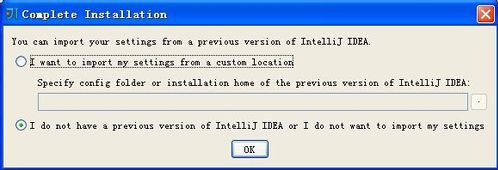 Complete Installation
You can import your settings from a previous version of IntelliJ IDEA.
I want to import my settings from a custom location
Specify config folder or installation home of the previous version of IntelliJ IDEA:
I do not have a previous version of IntelliJ IDEA or I do not want to import my settings
OK